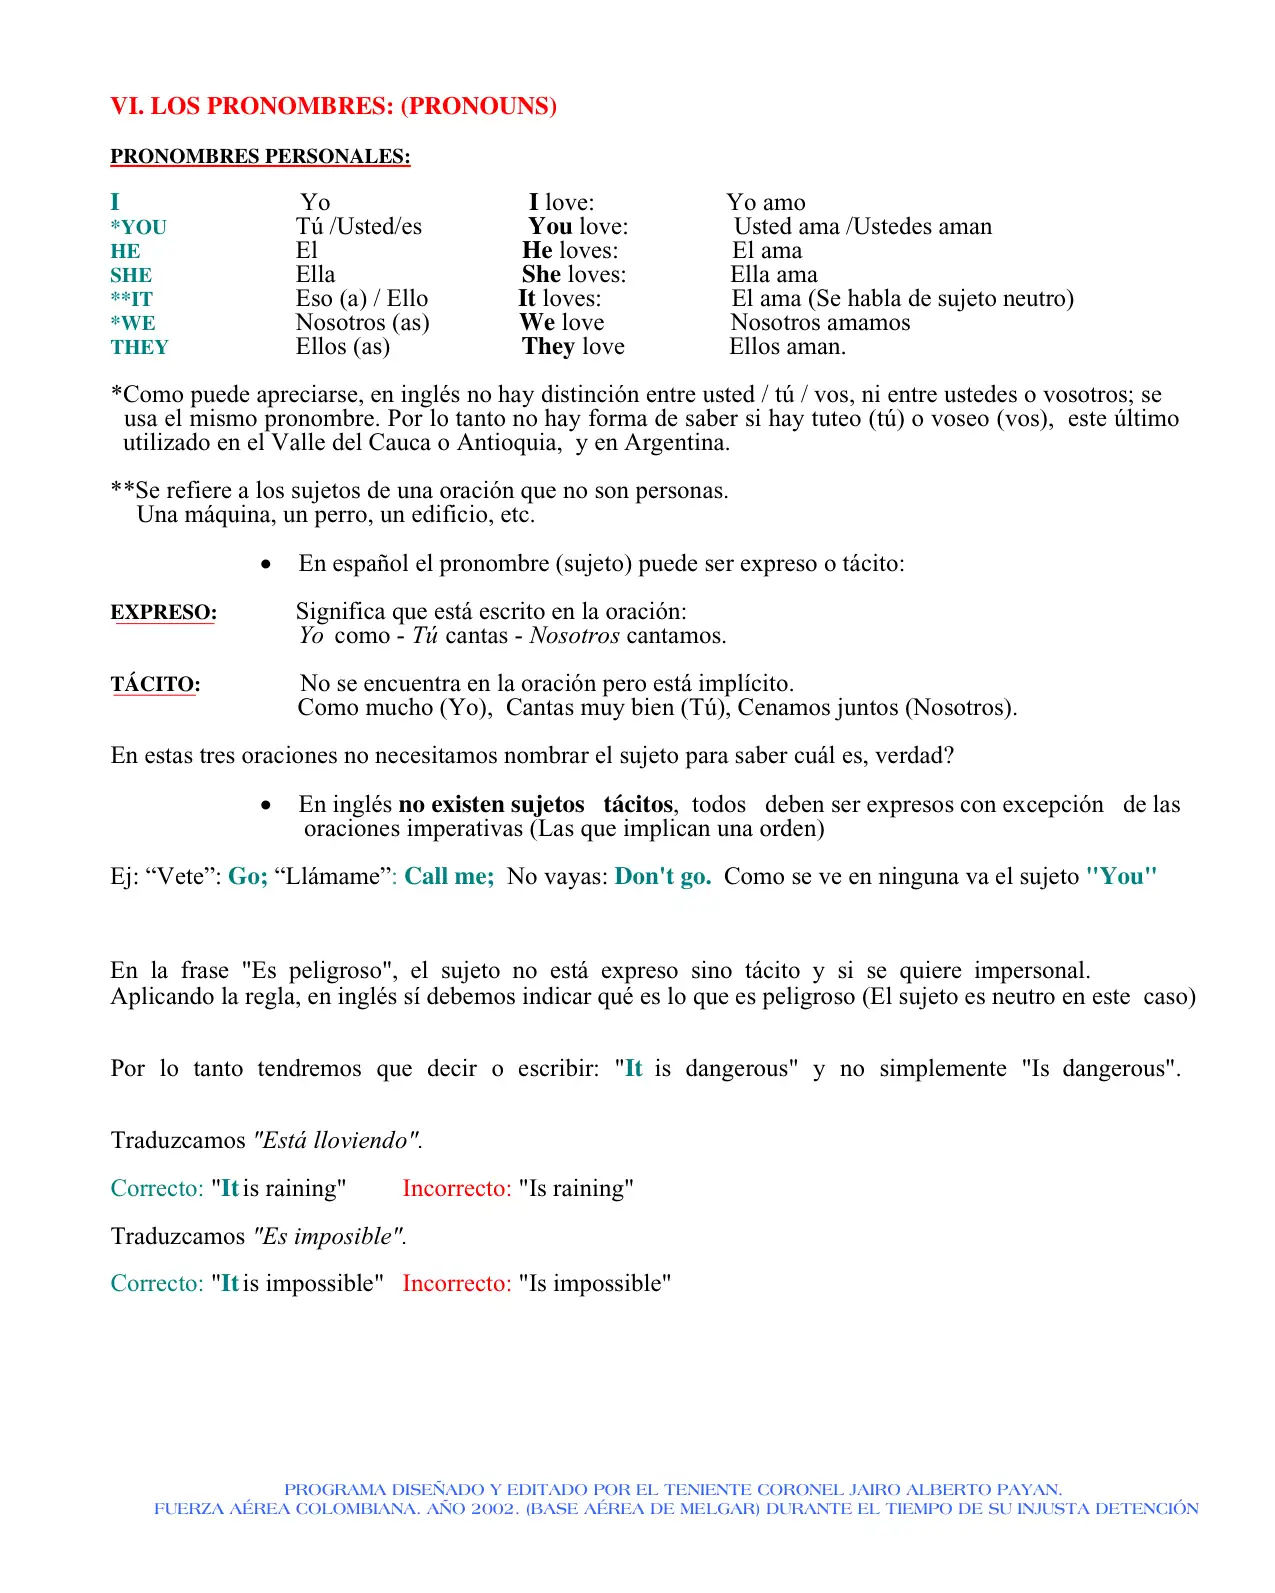 VI. LOS PRONOMBRES: (PRONOUNS)
PRONOMBRES PERSONALES:
I Yo I love: Yo amo
*YOU Tú /Usted/es You love: Usted ama /Ustedes aman
HE El He loves: El ama
SHE Ella She loves: Ella ama
**IT Eso (a) / Ello It loves: El ama (Se habla de sujeto neutro)
*WE Nosotros (as) We love Nosotros amamos
THEY Ellos (as) They love Ellos aman.
*Como puede apreciarse, en inglés no hay distinción entre usted / tú / vos, ni entre ustedes o vosotros; se
usa el mismo pronombre. Por lo tanto no hay forma de saber si hay tuteo (tú) o voseo (vos), este último
utilizado en el Valle del Cauca o Antioquia, y en Argentina.
**Se refiere a los sujetos de una oración que no son personas.
Una máquina, un perro, un edificio, etc.
• En español el pronombre (sujeto) puede ser expreso o tácito:
EXPRESO: Significa que está escrito en la oración:
Yo como - Tú cantas - Nosotros cantamos.
TÁCITO: No se encuentra en la oración pero está implícito.
Como mucho (Yo), Cantas muy bien (Tú), Cenamos juntos (Nosotros).
En estas tres oraciones no necesitamos nombrar el sujeto para saber cuál es, verdad?
• En inglés no existen sujetos tácitos, todos deben ser expresos con excepción de las
oraciones imperativas (Las que implican una orden)
Ej: “Vete”: Go; “Llámame”: Call me; No vayas: Don't go. Como se ve en ninguna va el sujeto "You"
En la frase "Es peligroso", el sujeto no está expreso sino tácito y si se quiere impersonal.
Aplicando la regla, en inglés sí debemos indicar qué es lo que es peligroso (El sujeto es neutro en este caso)
Por lo tanto tendremos que decir o escribir: "It is dangerous" y no simplemente "Is dangerous".
Traduzcamos "Está lloviendo".
Correcto: "It is raining" Incorrecto: "Is raining"
Traduzcamos "Es imposible".
Correcto: "It is impossible" Incorrecto: "Is impossible"
PROGRAMA DISEÑADO Y EDITADO POR EL TENIENTE CORONEL JAIRO ALBERTO PAYAN.
FUERZA AÉREA COLOMBIANA. AÑO 2002. (BASE AÉREA DE MELGAR) DURANTE EL TIEMPO DE SU INJUSTA DETENCIÓN